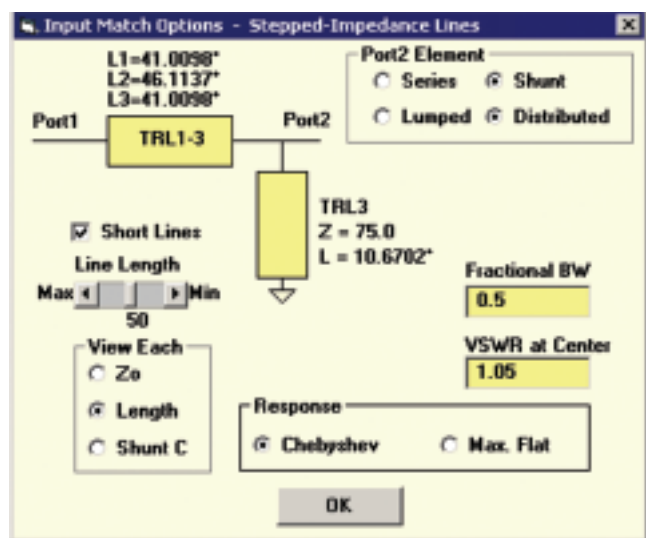 Input Match Options - Stepped-Impedance Lines
L1=41.0098°
L2=46.1137°
L3=41.0098°
Port1
TRL1-3
Port2
Port2 Element
Series
Shunt
Lumped
Distributed
TRL3
Z = 75.0
L = 10.6702°
Short Lines
Line Length
Max
Min
50
Fractional BW
0.5
VSWR at Center
1.05
View Each
Zo
Length
Shunt C
Response
Chebyshev
Max. Flat
OK